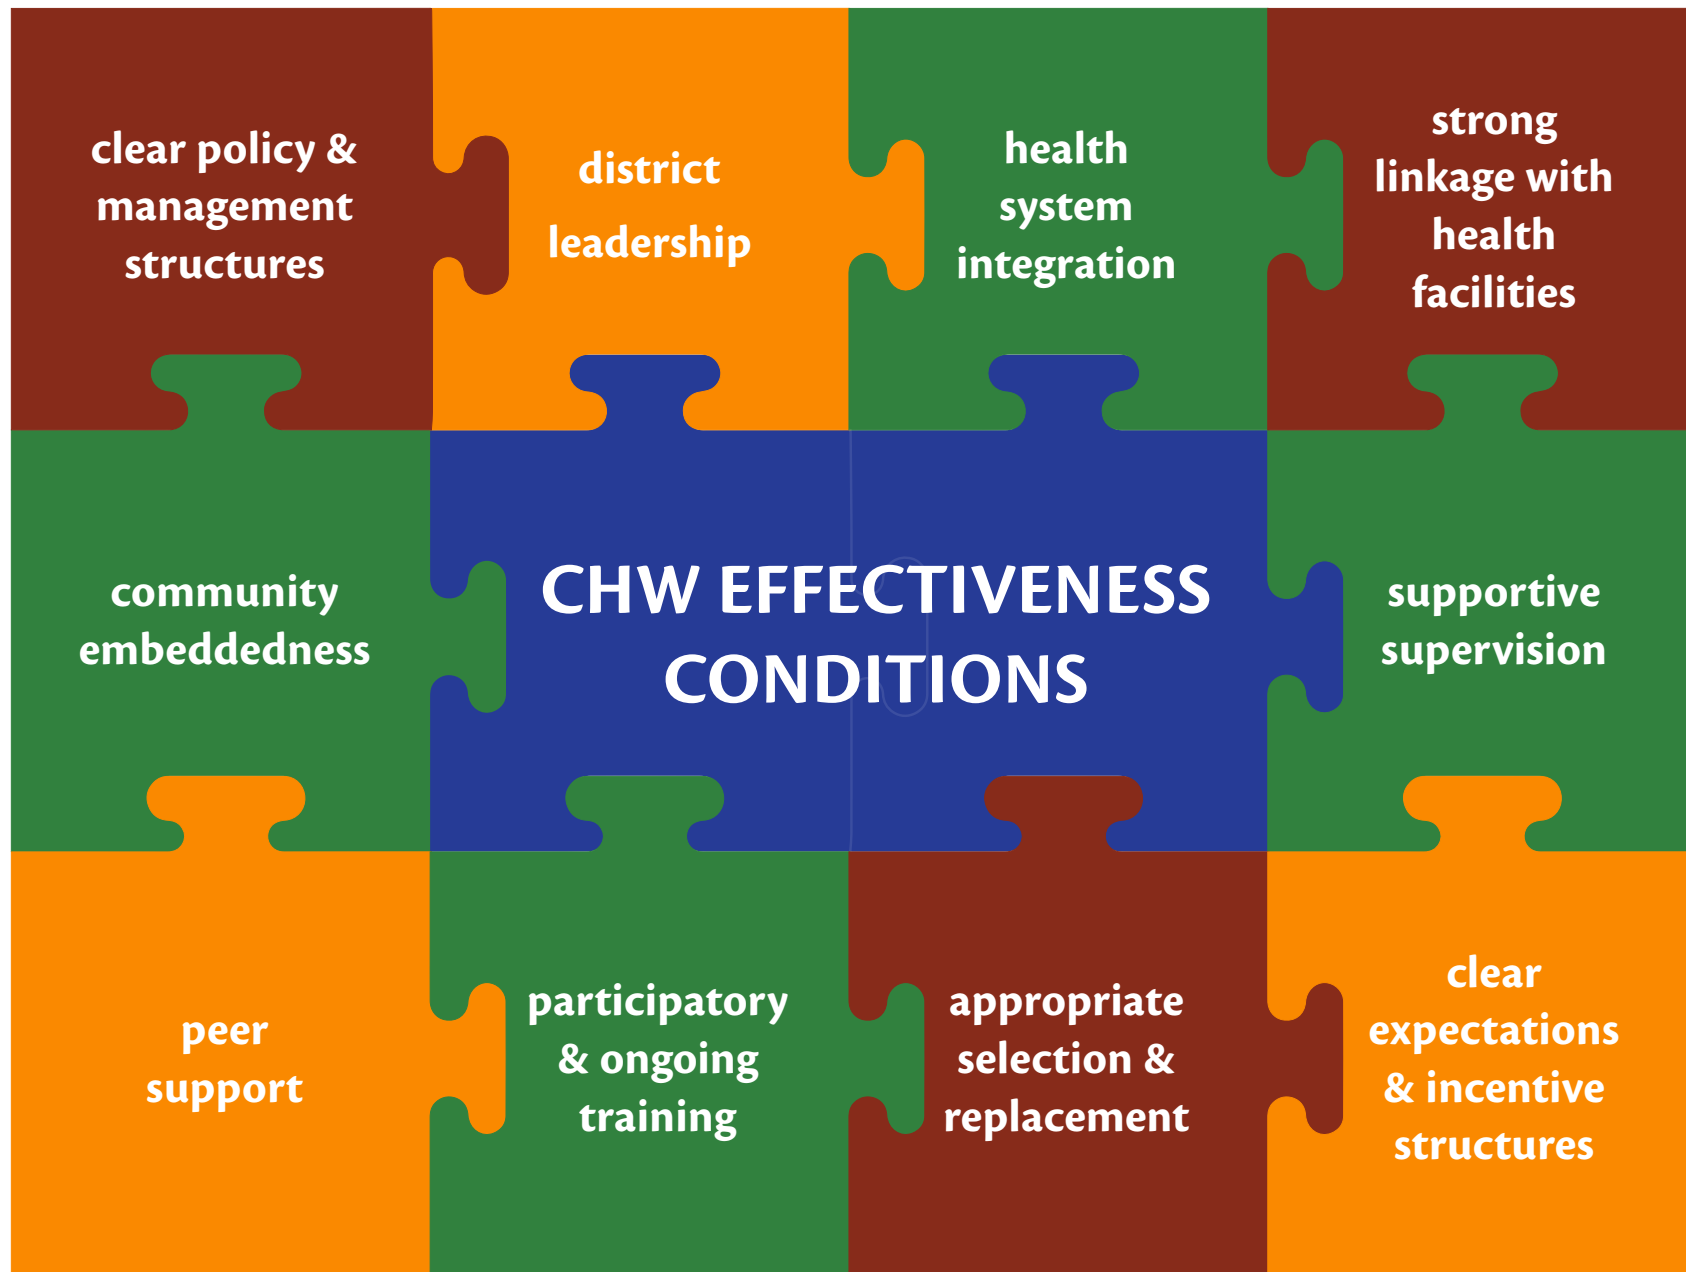 clear policy &
management
structures
district
leadership
health
system
integration
strong
linkage with
health
facilities
community
embeddedness
CHW EFFECTIVENESS
CONDITIONS
supportive
supervision
peer
support
participatory
& ongoing
training
appropriate
selection &
replacement
clear
expectations
& incentive
structures